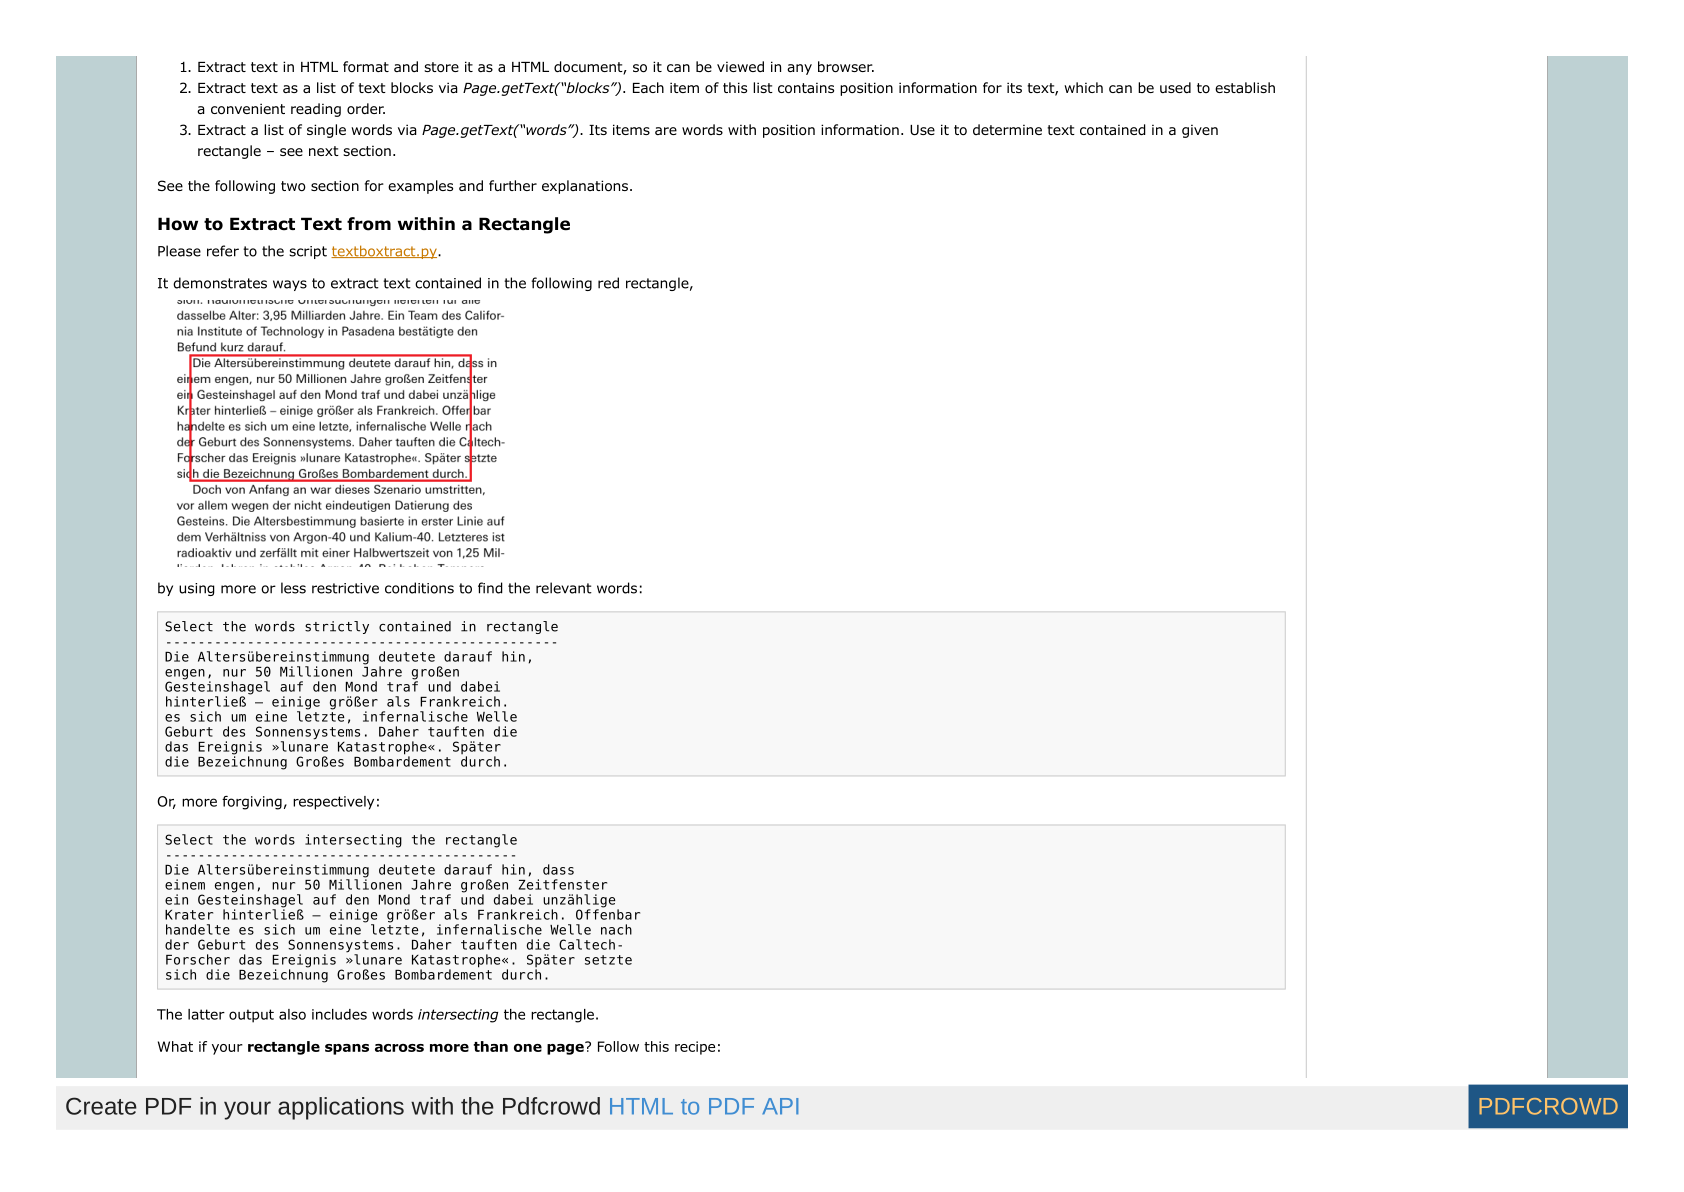 1. Extract text in HTML format and store it as a HTML document, so it can be viewed in any browser.
2. Extract text as a list of text blocks via Page.getText(“blocks”). Each item of this list contains position information for its text, which can be used to establish
a convenient reading order.
3. Extract a list of single words via Page.getText(“words”). Its items are words with position information. Use it to determine text contained in a given
rectangle – see next section.
See the following two section for examples and further explanations.
How to Extract Text from within a Rectangle
Please refer to the script textboxtract.py.
It demonstrates ways to extract text contained in the following red rectangle,
sion. Radiometrische Untersuchungen lieferten für alle
dasselbe Alter: 3,95 Milliarden Jahre. Ein Team des Califor-
nia Institute of Technology in Pasadena bestätigte den
Befund kurz darauf.
Die Altersübereinstimmung deutete darauf hin, dass in
einem engen, nur 50 Millionen Jahre großen Zeitfenster
ein Gesteinshagel auf den Mond traf und dabei unzählige
Krater hinterließ – einige größer als Frankreich. Offenbar
handelte es sich um eine letzte, infernalische Welle nach
der Geburt des Sonnensystems. Daher tauften die Caltech-
Forscher das Ereignis »lunare Katastrophe«. Später setzte
sich die Bezeichnung Großes Bombardement durch.
Doch von Anfang an war dieses Szenario umstritten,
vor allem wegen der nicht eindeutigen Datierung des
Gesteins. Die Altersbestimmung basierte in erster Linie auf
dem Verhältniss von Argon-40 und Kalium-40. Letzteres ist
radioaktiv und zerfällt mit einer Halbwertszeit von 1,25 Mil-
by using more or less restrictive conditions to find the relevant words:
Select the words strictly contained in rectangle
------------------------------------------------
Die Altersübereinstimmung deutete darauf hin,
engen, nur 50 Millionen Jahre großen
Gesteinshagel auf den Mond traf und dabei
hinterließ – einige größer als Frankreich.
es sich um eine letzte, infernalische Welle
Geburt des Sonnensystems. Daher tauften die
das Ereignis »lunare Katastrophe«. Später
die Bezeichnung Großes Bombardement durch.
Or, more forgiving, respectively:
Select the words intersecting the rectangle
-------------------------------------------
Die Altersübereinstimmung deutete darauf hin, dass
einem engen, nur 50 Millionen Jahre großen Zeitfenster
ein Gesteinshagel auf den Mond traf und dabei unzählige
Krater hinterließ – einige größer als Frankreich. Offenbar
handelte es sich um eine letzte, infernalische Welle nach
der Geburt des Sonnensystems. Daher tauften die Caltech-
Forscher das Ereignis »lunare Katastrophe«. Später setzte
sich die Bezeichnung Großes Bombardement durch.
The latter output also includes words intersecting the rectangle.
What if your rectangle spans across more than one page? Follow this recipe:
Create PDF in your applications with the Pdfcrowd HTML to PDF API
PDFCROWD